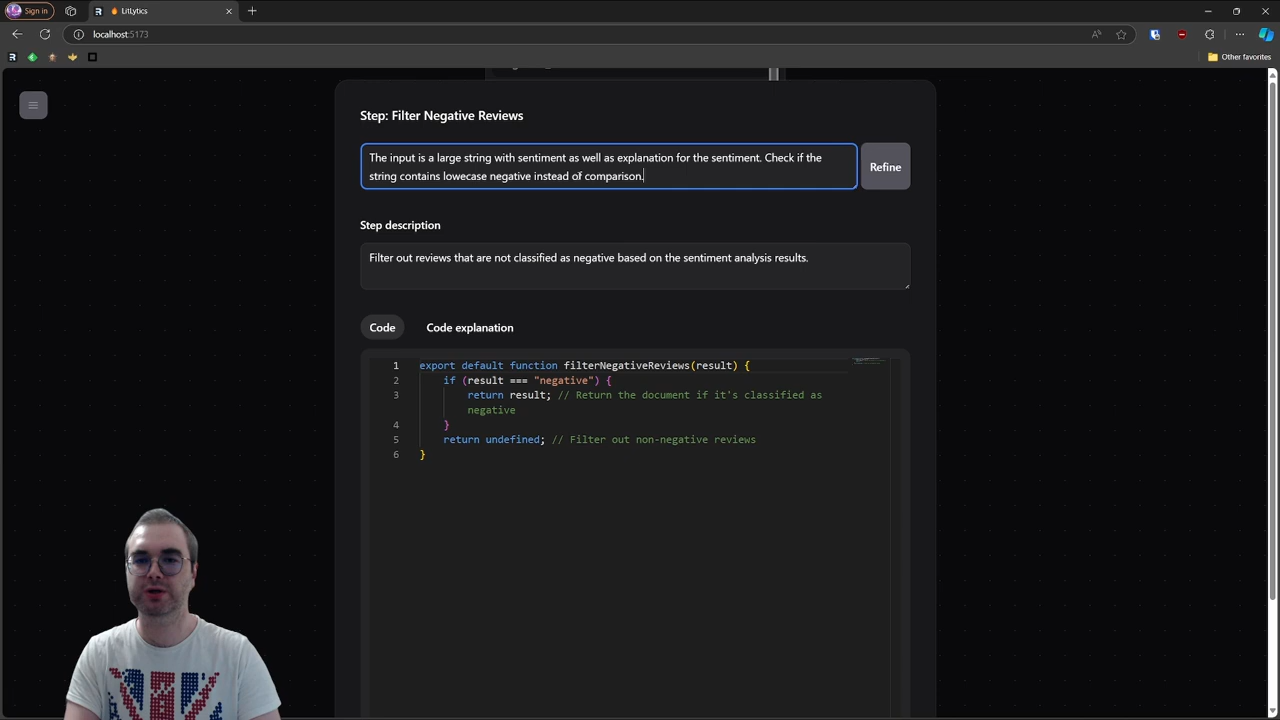 Sign in
LitLytics
localhost:5173
Other favorites
Step: Filter Negative Reviews
The input is a large string with sentiment as well as explanation for the sentiment. Check if the
string contains lowecase negative instead of comparison.
Refine
Step description
Filter out reviews that are not classified as negative based on the sentiment analysis results.
Code
Code explanation
1 export default function filterNegativeReviews(result) {
2 if (result === "negative") {
3 return result; // Return the document if it's classified as
negative
4 }
5 return undefined; // Filter out non-negative reviews
6 }